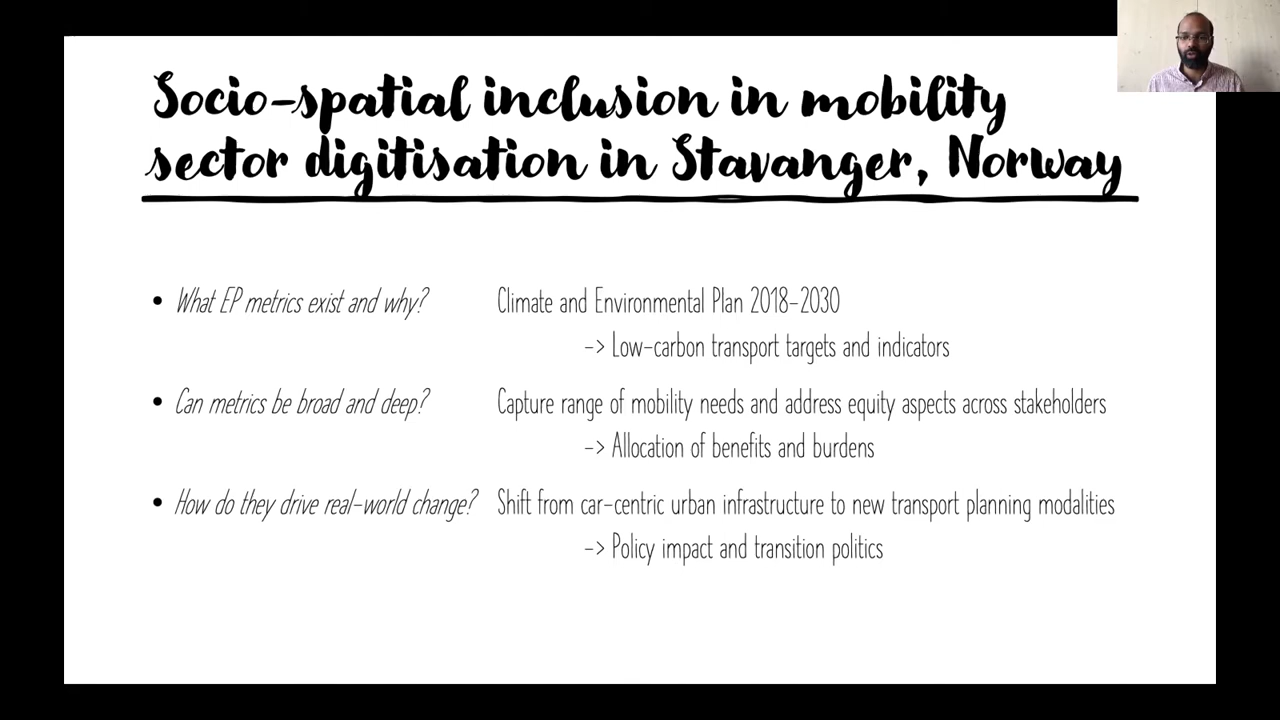 Socio-spatial inclusion in mobility
sector digitisation in Stavanger, Norway
• What EP metrics exist and why? Climate and Environmental Plan 2018-2030
-> Low-carbon transport targets and indicators
• Can metrics be broad and deep? Capture range of mobility needs and address equity aspects across stakeholders
-> Allocation of benefits and burdens
• How do they drive real-world change? Shift from car-centric urban infrastructure to new transport planning modalities
-> Policy impact and transition politics